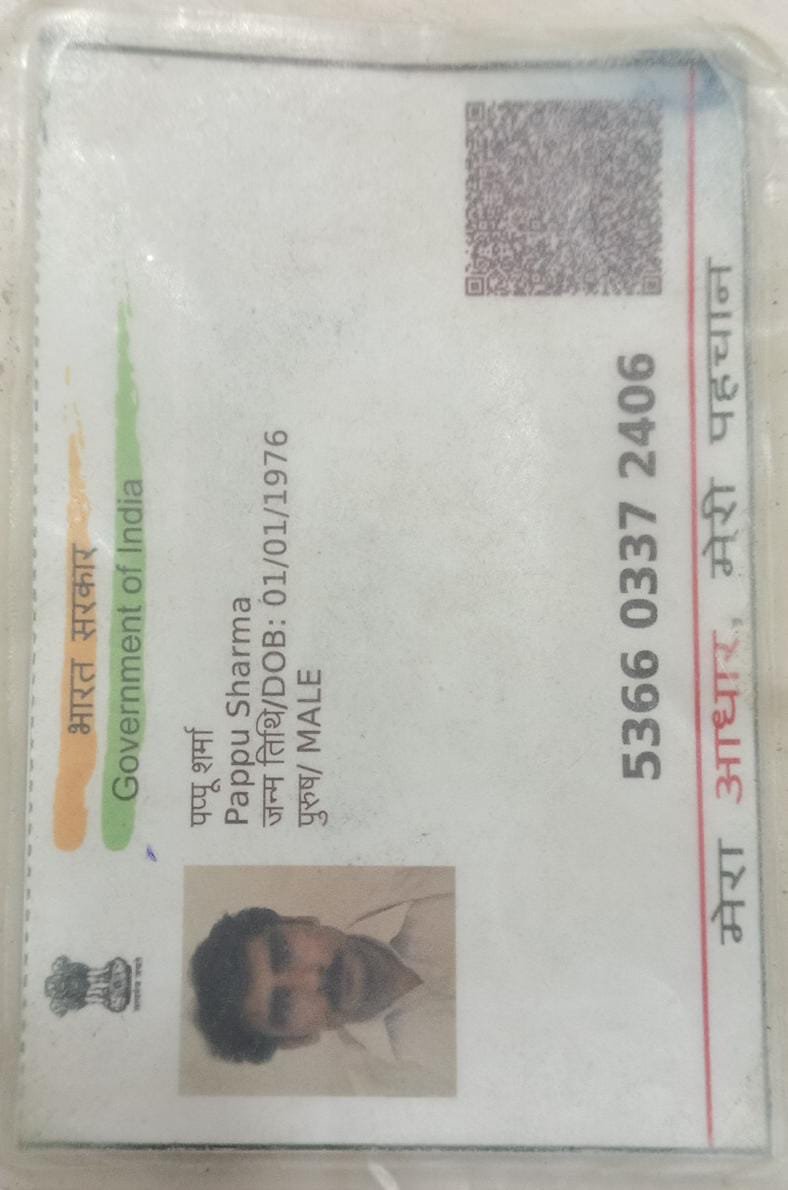 भारत सरकार
Government of India
पप्पू शर्मा
Pappu Sharma
जन्म तिथि/DOB: 01/01/1976
पुरुष/ MALE
5366 0337 2406
मेरा आधार, मेरी पहचान